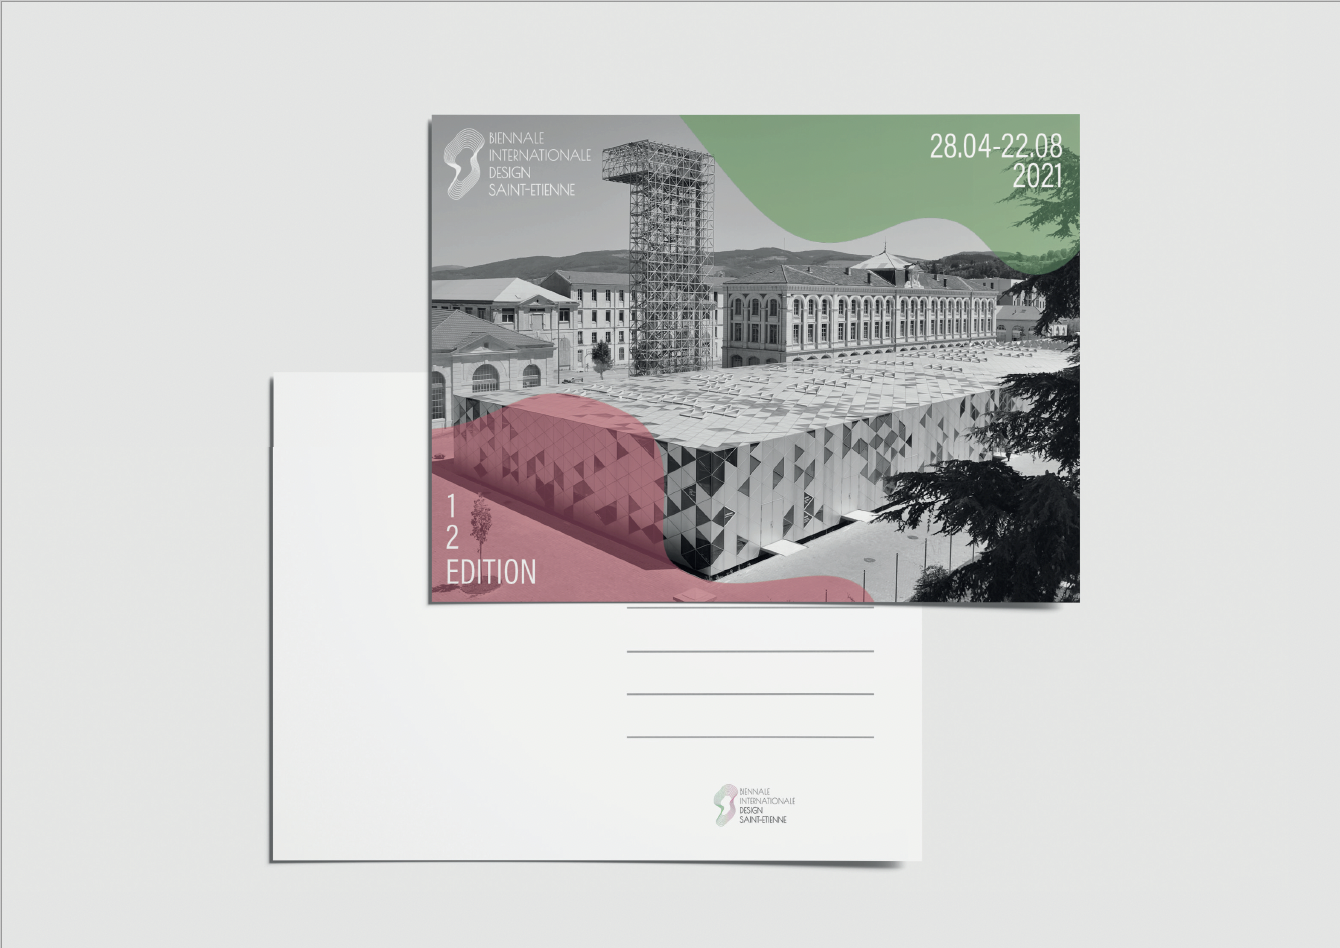 BIENNALE
INTERNATIONALE
DESIGN
SAINT-ETIENNE
28.04-22.08
2021
1
2
EDITION
BIENNALE
INTERNATIONALE
DESIGN
SAINT-ETIENNE